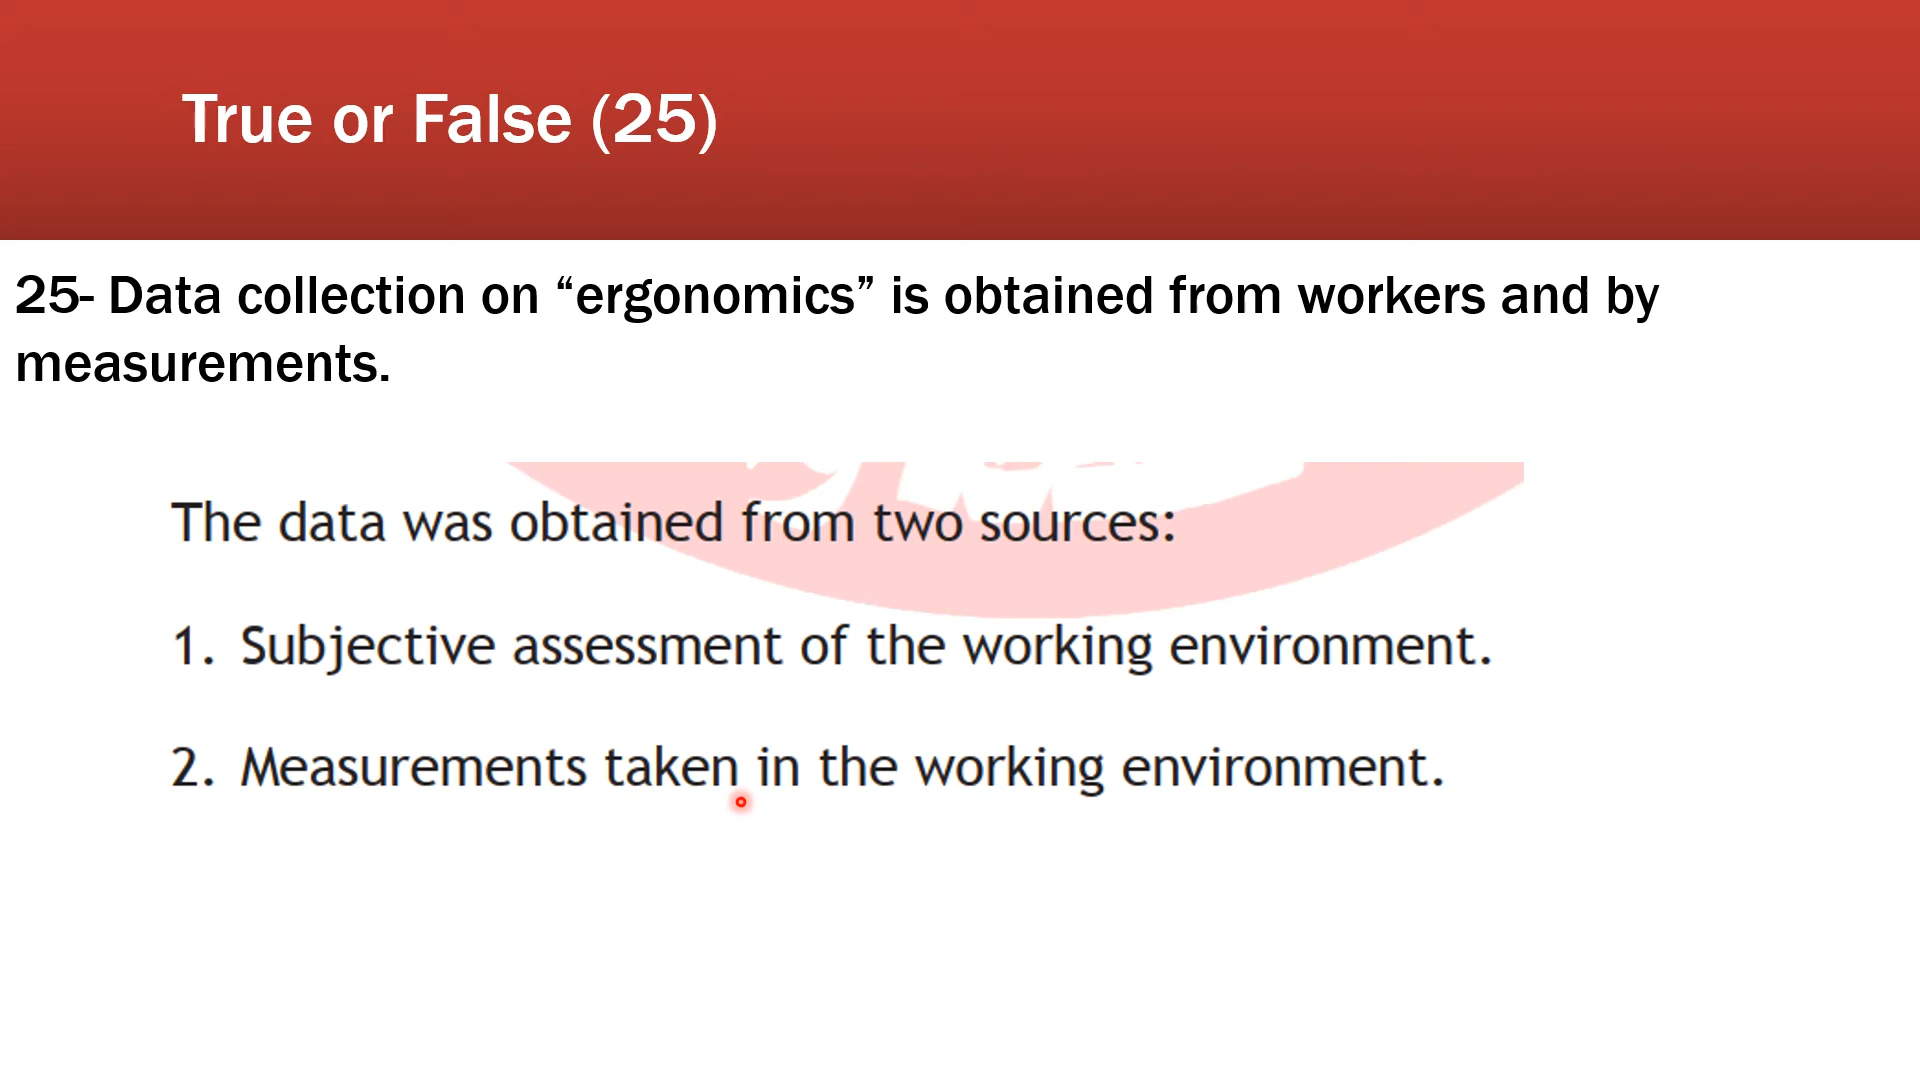 True or False (25)
25- Data collection on “ergonomics” is obtained from workers and by
measurements.
The data was obtained from two sources:
1. Subjective assessment of the working environment.
2. Measurements taken in the working environment.